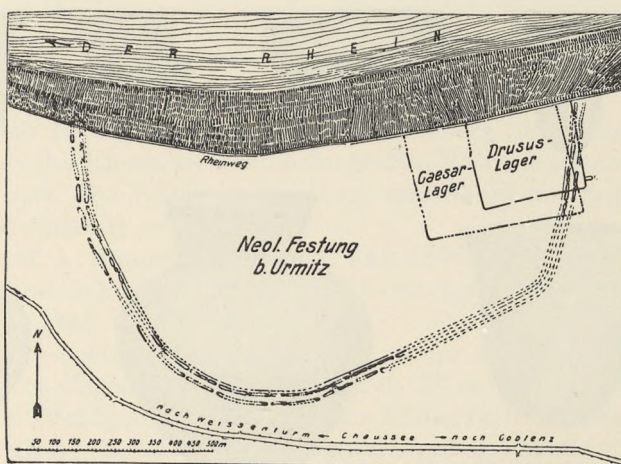 DER RHEIN
Rheinweg
Caesar-
Lager
Drusus-
Lager
Neol. Festung
b. Urmitz
N
nach Weissenturm ← Chaussee → nach Coblenz
50 100 150 200 250 300 350 400 450 500m